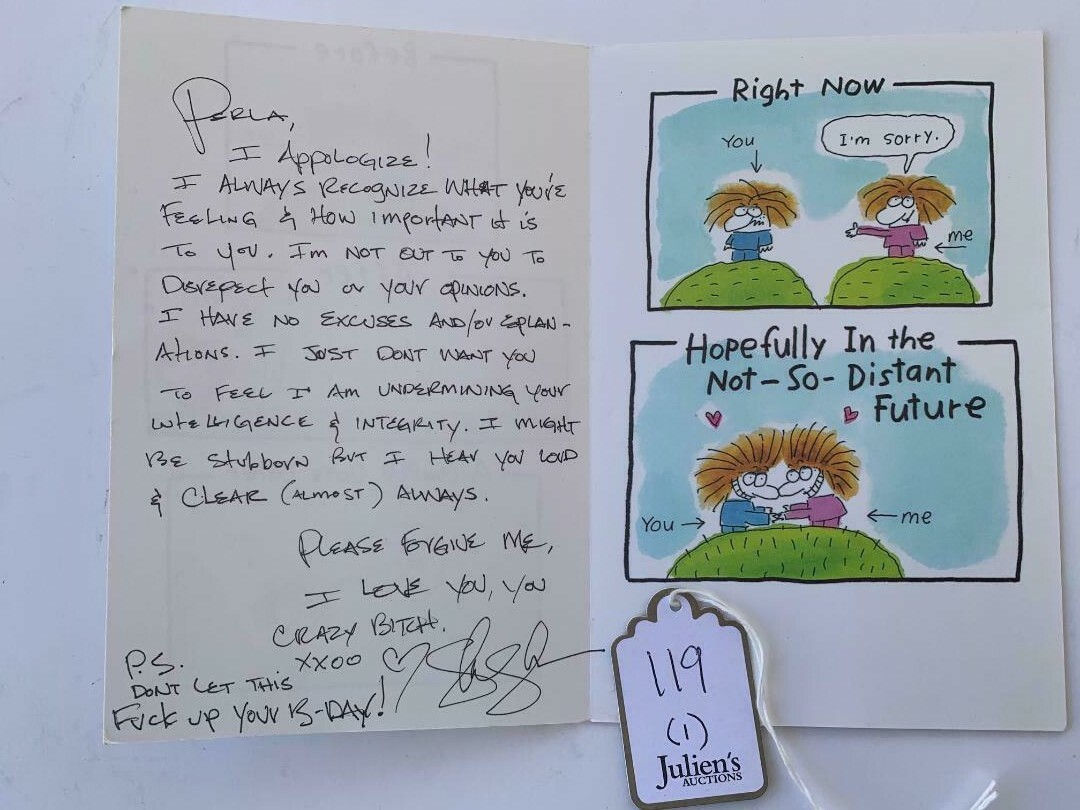 Perla,
I Appologize!
I ALWAYS RECOGNIZE WHAT YOU'E
FEELING & HOW IMPORTANT it is
To you. I'm NOT OUT To YOU TO
DISREPECT YOU or your OPINIONS.
I HAVE NO EXCUSES AND/OR EXPLAN-
ATIONS. I JUST DONT WANT YOU
TO FEEL I AM UNDERMINING YOUR
INTELLIGENCE & INTEGRITY. I MIGHT
BE Stubborn BUT I HEAR YOU LOUD
& CLEAR (ALMOST) ALWAYS.
PLEASE FORGIVE ME,
I LOVE YOU, YOU
CRAZY BITCH.
XXOO ♡ Slash
P.S.
DONT LET THIS
FUCK UP YOUR B-DAY!
Right Now
You
I'm sorry.
me
Hopefully In the
Not-So-Distant
Future
You
me
119
(1)
Julien's
AUCTIONS